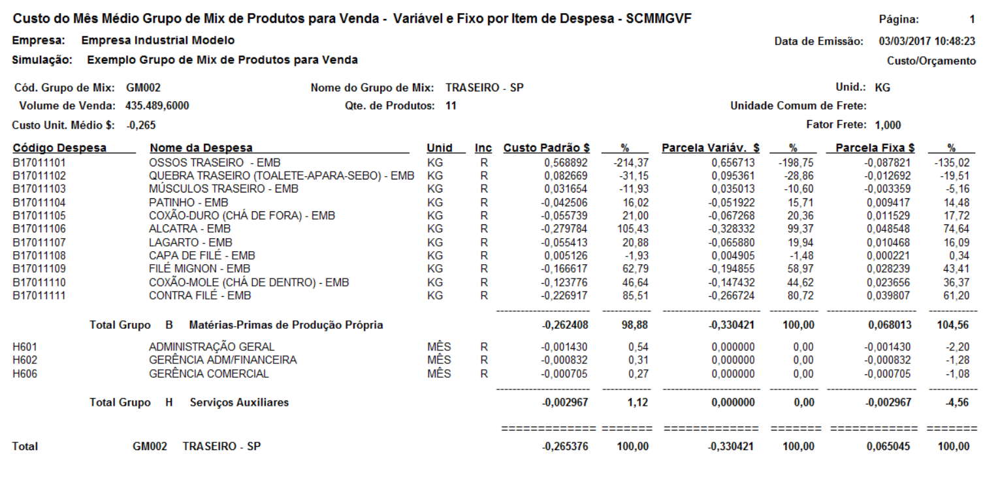 Custo do Mês Médio Grupo de Mix de Produtos para Venda - Variável e Fixo por Item de Despesa - SCMMGVF Página: 1
Empresa: Empresa Industrial Modelo Data de Emissão: 03/03/2017 10:48:23
Simulação: Exemplo Grupo de Mix de Produtos para Venda Custo/Orçamento
Cód. Grupo de Mix: GM002 Nome do Grupo de Mix: TRASEIRO - SP Unid.: KG
Volume de Venda: 435.489,6000 Qte. de Produtos: 11 Unidade Comum de Frete:
Custo Unit. Médio $: -0,265 Fator Frete: 1,000
Código Despesa Nome da Despesa Unid Inc Custo Padrão $ % Parcela Variáv. $ % Parcela Fixa $ %
B17011101 OSSOS TRASEIRO - EMB KG R 0,568892 -214,37 0,656713 -198,75 -0,087821 -135,02
B17011102 QUEBRA TRASEIRO (TOALETE-APARA-SEBO) - EMB KG R 0,082669 -31,15 0,095361 -28,86 -0,012692 -19,51
B17011103 MÚSCULOS TRASEIRO - EMB KG R 0,031654 -11,93 0,035013 -10,60 -0,003359 -5,16
B17011104 PATINHO - EMB KG R -0,042506 16,02 -0,051922 15,71 0,009417 14,48
B17011105 COXÃO-DURO (CHÁ DE FORA) - EMB KG R -0,055739 21,00 -0,067268 20,36 0,011529 17,72
B17011106 ALCATRA - EMB KG R -0,279784 105,43 -0,328332 99,37 0,048548 74,64
B17011107 LAGARTO - EMB KG R -0,055413 20,88 -0,065880 19,94 0,010468 16,09
B17011108 CAPA DE FILÉ - EMB KG R 0,005126 -1,93 0,004905 -1,48 0,000221 0,34
B17011109 FILÉ MIGNON - EMB KG R -0,166617 62,79 -0,194855 58,97 0,028239 43,41
B17011110 COXÃO-MOLE (CHÁ DE DENTRO) - EMB KG R -0,123776 46,64 -0,147432 44,62 0,023656 36,37
B17011111 CONTRA FILÉ - EMB KG R -0,226917 85,51 -0,266724 80,72 0,039807 61,20
Total Grupo B Matérias-Primas de Produção Própria -0,262408 98,88 -0,330421 100,00 0,068013 104,56
H601 ADMINISTRAÇÃO GERAL MÊS R -0,001430 0,54 0,000000 0,00 -0,001430 -2,20
H602 GERÊNCIA ADM/FINANCEIRA MÊS R -0,000832 0,31 0,000000 0,00 -0,000832 -1,28
H606 GERÊNCIA COMERCIAL MÊS R -0,000705 0,27 0,000000 0,00 -0,000705 -1,08
Total Grupo H Serviços Auxiliares -0,002967 1,12 0,000000 0,00 -0,002967 -4,56
Total GM002 TRASEIRO - SP -0,265376 100,00 -0,330421 100,00 0,065045 100,00